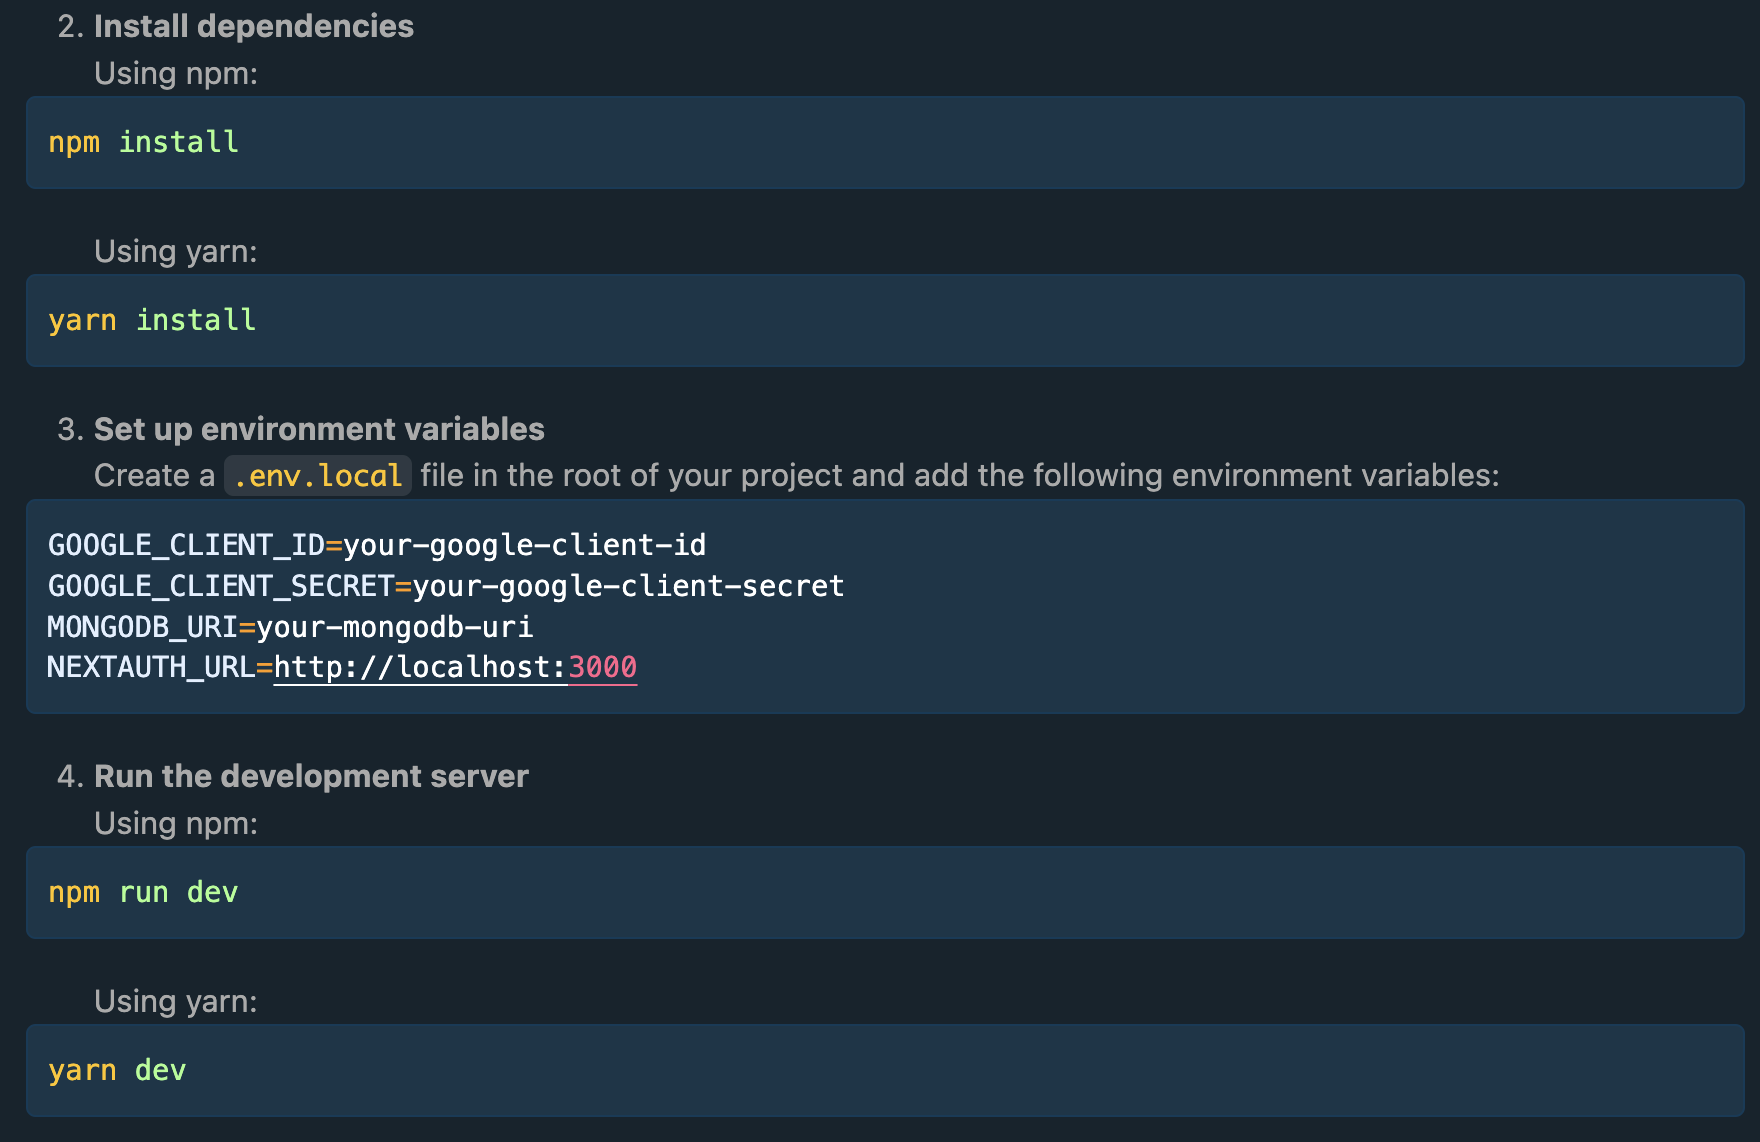 2. Install dependencies
Using npm:
npm install
Using yarn:
yarn install
3. Set up environment variables
Create a .env.local file in the root of your project and add the following environment variables:
GOOGLE_CLIENT_ID=your-google-client-id
GOOGLE_CLIENT_SECRET=your-google-client-secret
MONGODB_URI=your-mongodb-uri
NEXTAUTH_URL=http://localhost:3000
4. Run the development server
Using npm:
npm run dev
Using yarn:
yarn dev